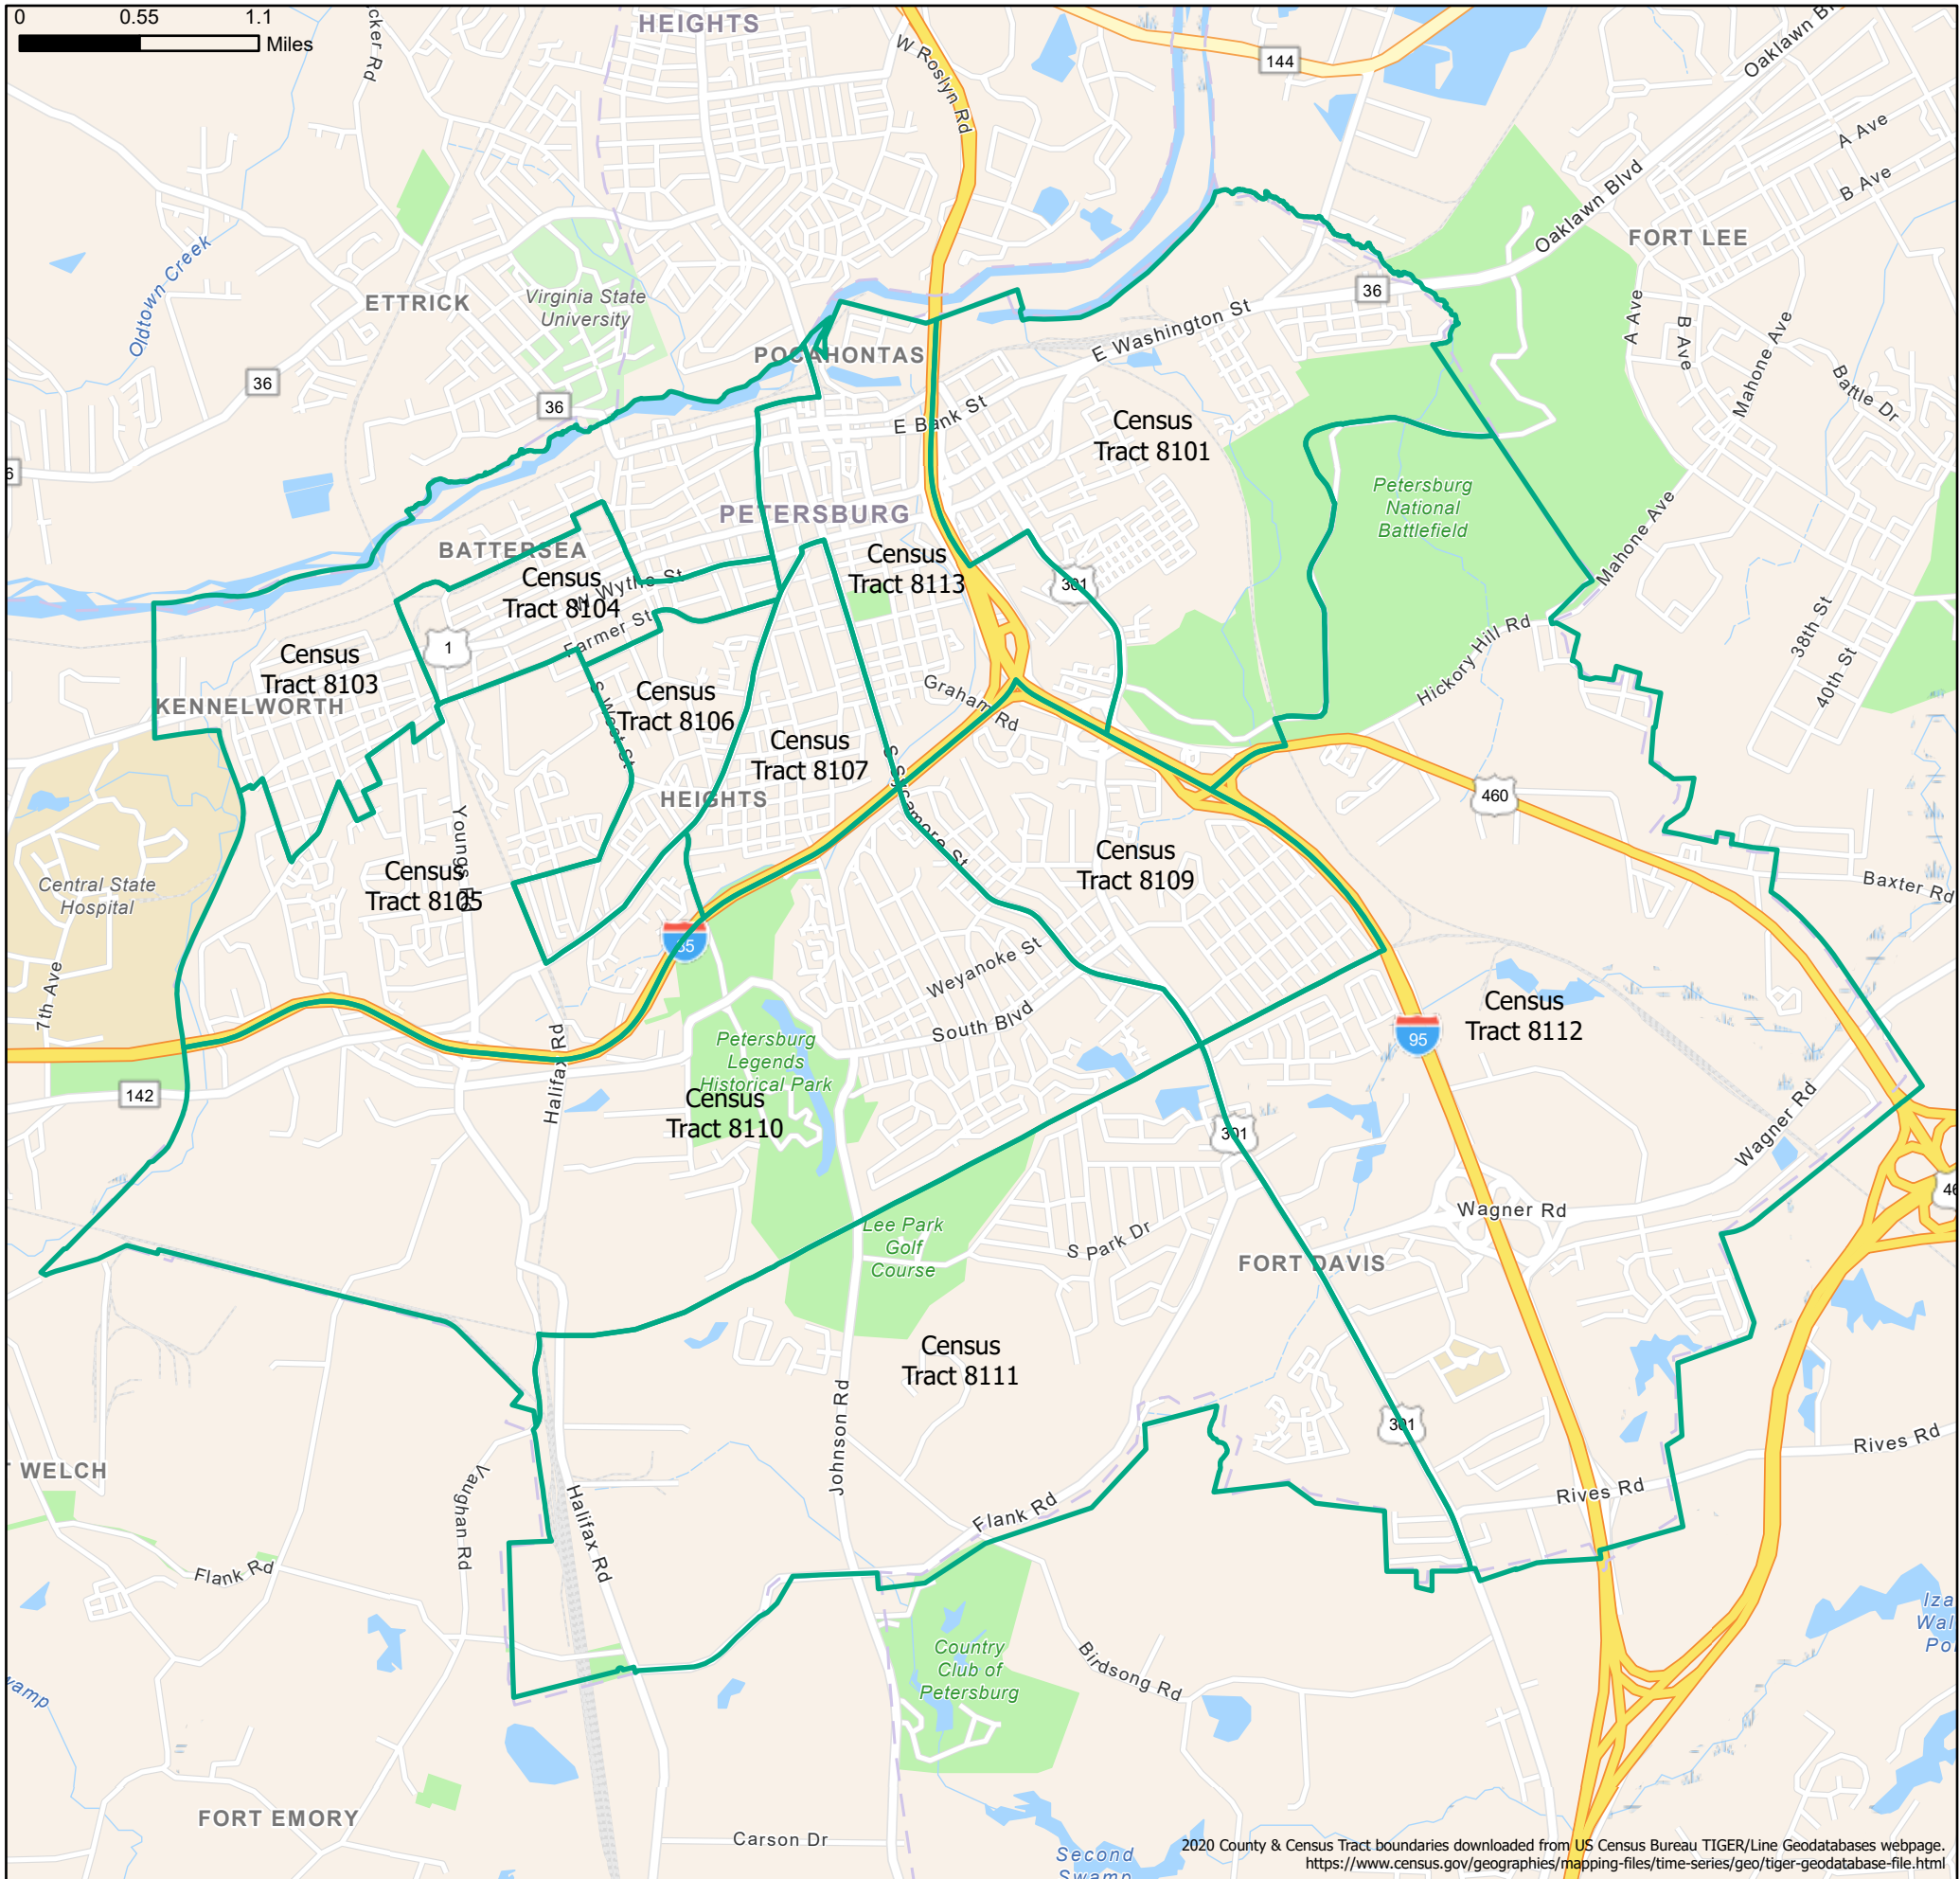 0 0.55 1.1
Miles
HEIGHTS
W Roslyn Rd
144
Oaklawn
A Ave
B Ave
Oaklawn Blvd
FORT LEE
Oldtown Creek
ETTRICK
Virginia State
University
36
36
36
POCAHONTAS
E Washington St
A Ave
B Ave
Mahone Ave
Battle Dr
E Bank St
Census
Tract 8101
Petersburg
National
Battlefield
PETERSBURG
BATTERSEA
Census
Tract 8104
W Wythe St
Farmer St
Census
Tract 8113
301
Mahone Ave
38th St
40th St
Hickory Hill Rd
1
Census
Tract 8103
KENNELWORTH
S West St
Census
Tract 8106
Census
Tract 8107
Graham Rd
HEIGHTS
S Sycamore St
460
Youngs Rd
Census
Tract 8105
Central State
Hospital
Census
Tract 8109
Baxter Rd
85
Weyanoke St
South Blvd
7th Ave
Census
Tract 8112
95
142
Halifax Rd
Petersburg
Legends
Historical Park
Census
Tract 8110
301
Wagner Rd
Wagner Rd
Lee Park
Golf
Course
S Park Dr
FORT DAVIS
Census
Tract 8111
Johnson Rd
301
Rives Rd
Rives Rd
WELCH
Vaughan Rd
Halifax Rd
Flank Rd
Flank Rd
Country
Club of
Petersburg
Birdsong Rd
FORT EMORY
Carson Dr
Second
Swamp
2020 County & Census Tract boundaries downloaded from US Census Bureau TIGER/Line Geodatabases webpage.
https://www.census.gov/geographies/mapping-files/time-series/geo/tiger-geodatabase-file.html